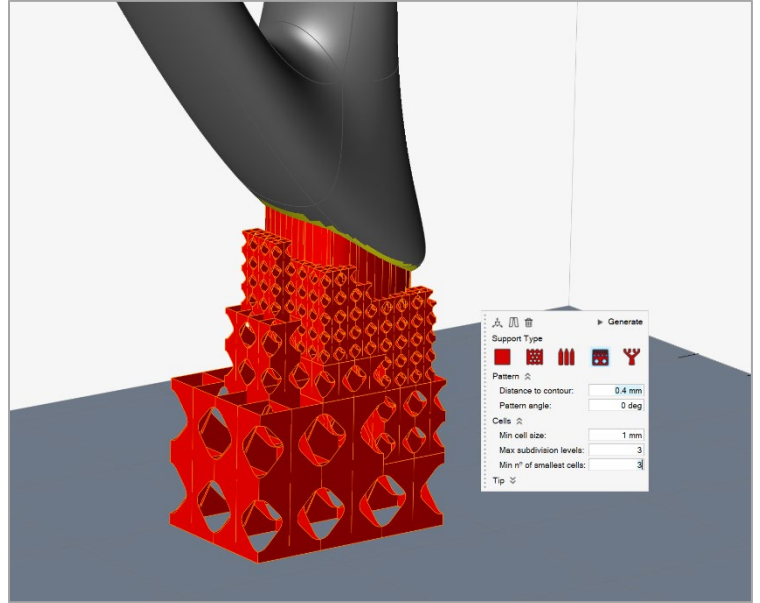 Generate
Support Type
Pattern
Distance to contour: 0.4 mm
Pattern angle: 0 deg
Cells
Min cell size: 1 mm
Max subdivision levels: 3
Min nº of smallest cells: 3
Tip